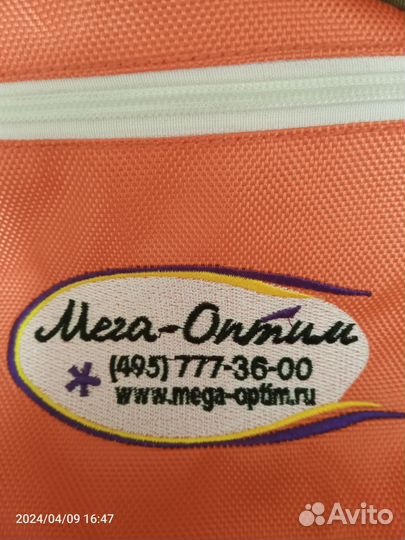 Мега-Оптим
(495) 777-36-00
www.mega-optim.ru
2024/04/09 16:47
Avito